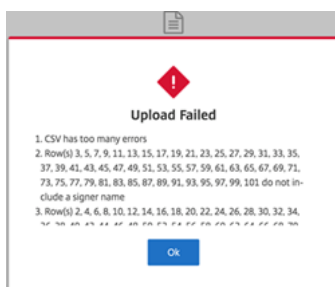 !
Upload Failed
1. CSV has too many errors
2. Row(s) 3, 5, 7, 9, 11, 13, 15, 17, 19, 21, 23, 25, 27, 29, 31, 33, 35,
37, 39, 41, 43, 45, 47, 49, 51, 53, 55, 57, 59, 61, 63, 65, 67, 69, 71,
73, 75, 77, 79, 81, 83, 85, 87, 89, 91, 93, 95, 97, 99, 101 do not in-
clude a signer name
3. Row(s) 2, 4, 6, 8, 10, 12, 14, 16, 18, 20, 22, 24, 26, 28, 30, 32, 34,
Ok